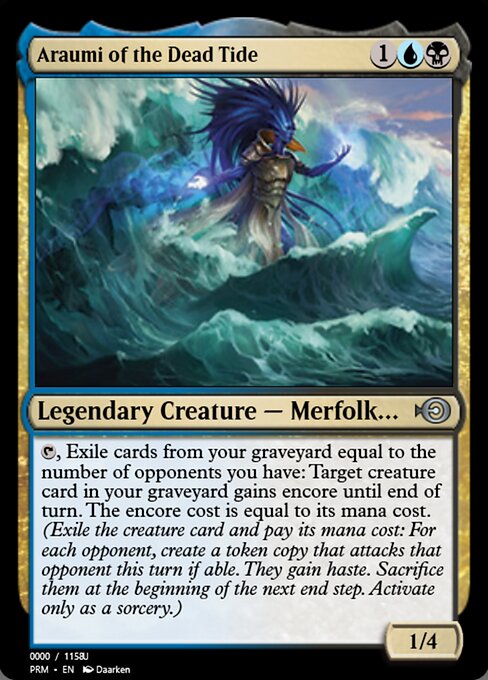 Araumi of the Dead Tide 1
Legendary Creature — Merfolk...
, Exile cards from your graveyard equal to the
number of opponents you have: Target creature
card in your graveyard gains encore until end of
turn. The encore cost is equal to its mana cost.
(Exile the creature card and pay its mana cost: For
each opponent, create a token copy that attacks that
opponent this turn if able. They gain haste. Sacrifice
them at the beginning of the next end step. Activate
only as a sorcery.)
1/4
0000 / 1158U
PRM • EN Daarken